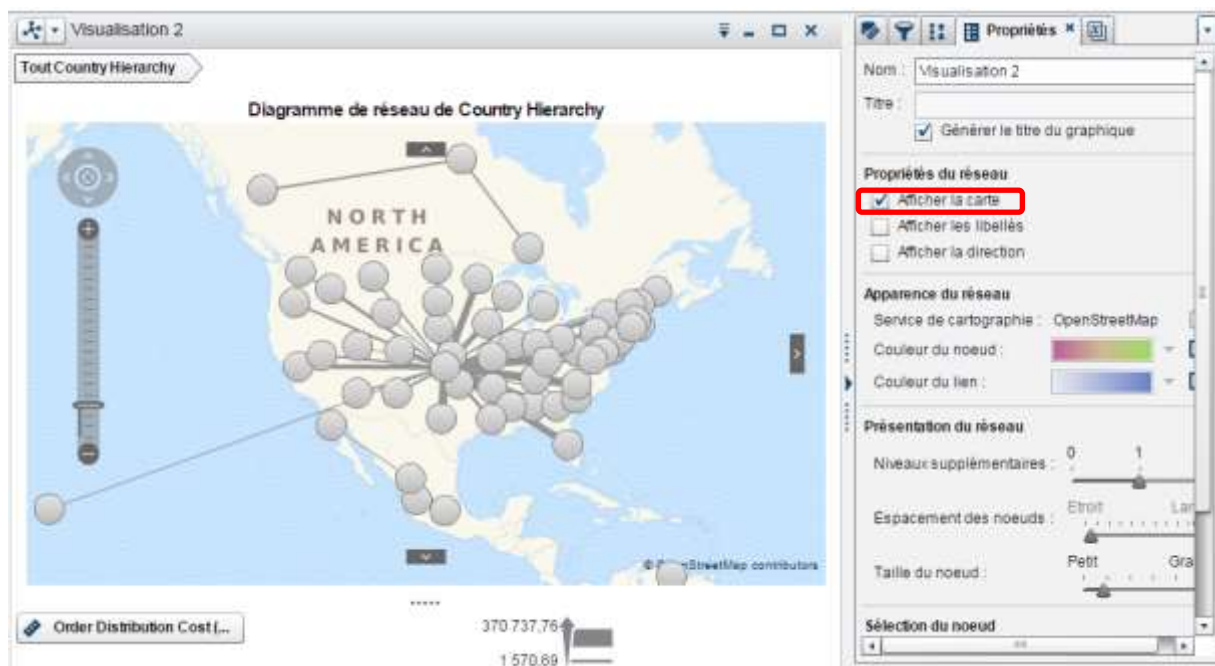 Visualisation 2
Tout Country Hierarchy
Diagramme de réseau de Country Hierarchy
NORTH
AMERICA
contributors
Order Distribution Cost (...
370 737,76
1 570,69
Propriétés
Nom : Visualisation 2
Titre :
Générer le titre du graphique
Propriétés du réseau
Afficher la carte
Afficher les libellés
Afficher la direction
Apparence du réseau
Service de cartographie : OpenStreetMap
Couleur du noeud :
Couleur du lien :
Présentation du réseau
0 1
Niveaux supplémentaires :
Etroit
Espacement des noeuds :
Petit
Taille du noeud :
Sélection du noeud